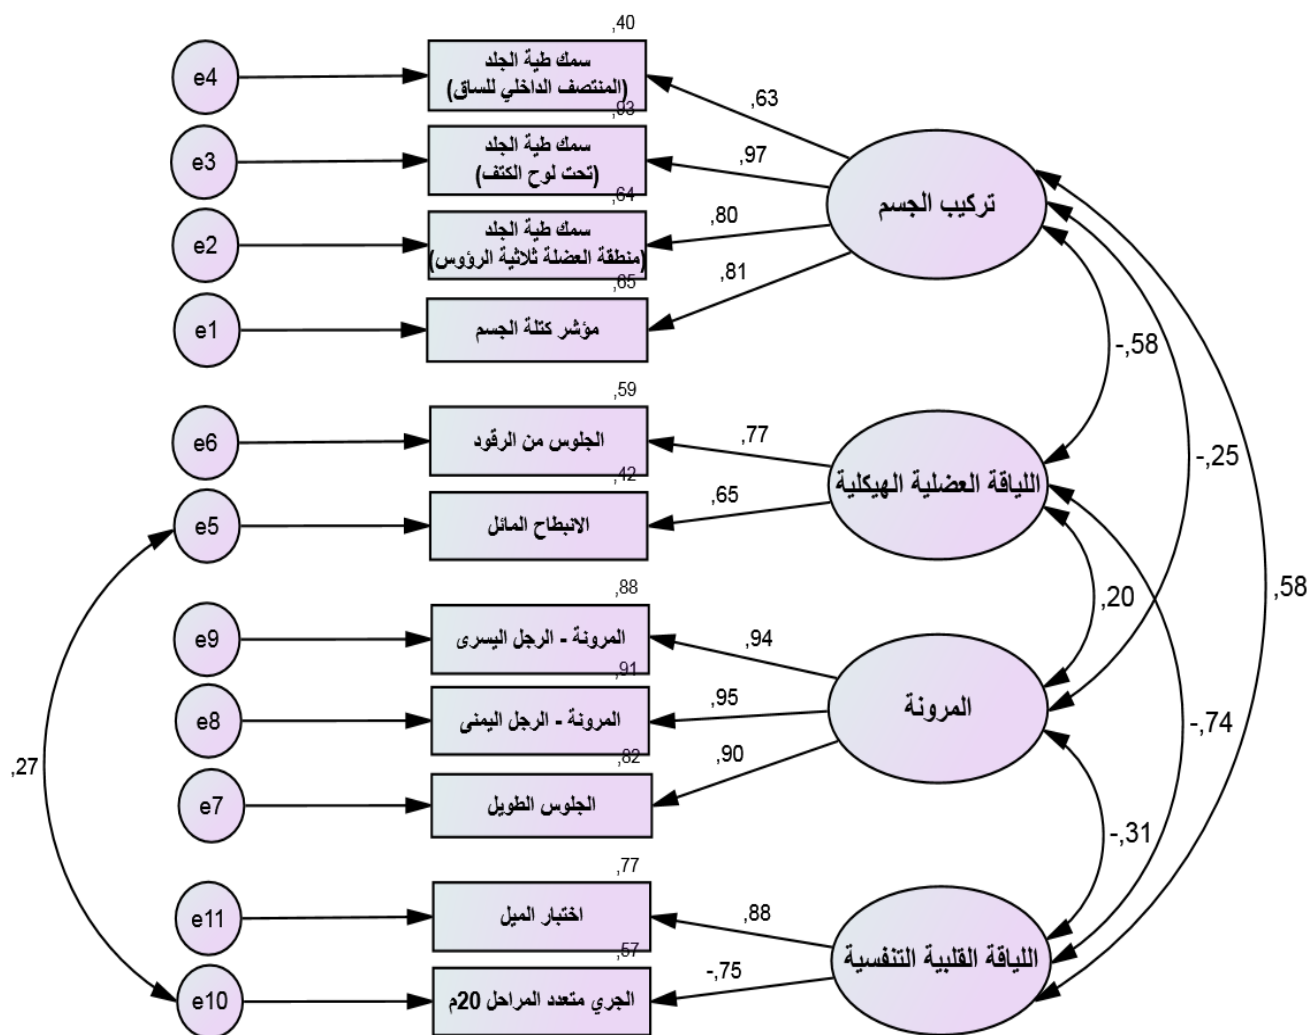 ,40
e4
سمك طية الجلد
(المنتصف الداخلي للساق)
,63
,93
e3
سمك طية الجلد
(تحت لوح الكتف)
,97
تركيب الجسم
,64
e2
سمك طية الجلد
(منطقة العضلة ثلاثية الرؤوس)
,80
,65
e1
مؤشر كتلة الجسم
,81
-,58
,59
e6
الجلوس من الرقود
,77
-,25
,42
e5
الانبطاح المائل
,65
اللياقة العضلية الهيكلية
,58
,20
,88
e9
المرونة - الرجل اليسرى
,94
,91
e8
المرونة - الرجل اليمنى
,95
المرونة
-,74
,27
,82
e7
الجلوس الطويل
,90
-,31
,77
e11
اختبار الميل
,88
,57
e10
الجري متعدد المراحل 20م
-,75
اللياقة القلبية التنفسية